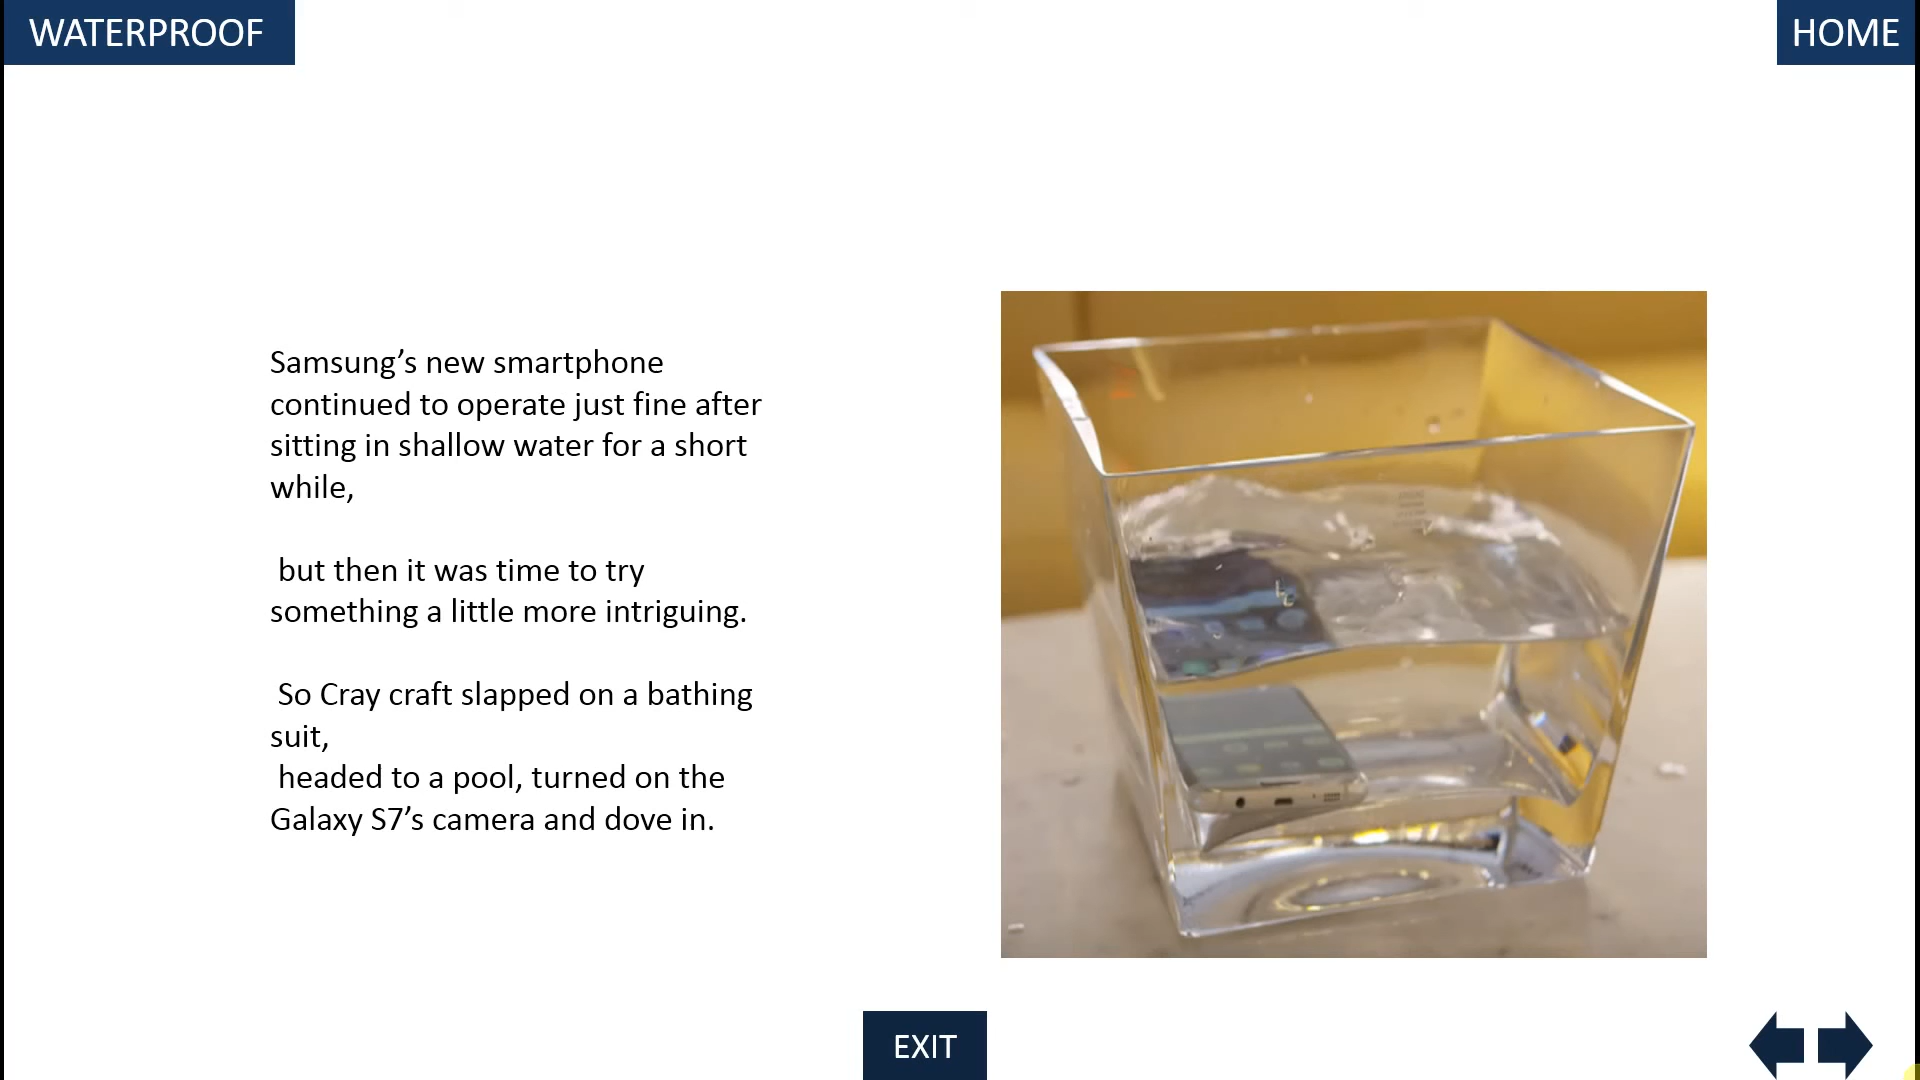 WATERPROOF
HOME
Samsung’s new smartphone
continued to operate just fine after
sitting in shallow water for a short
while,
but then it was time to try
something a little more intriguing.
So Cray craft slapped on a bathing
suit,
headed to a pool, turned on the
Galaxy S7’s camera and dove in.
EXIT